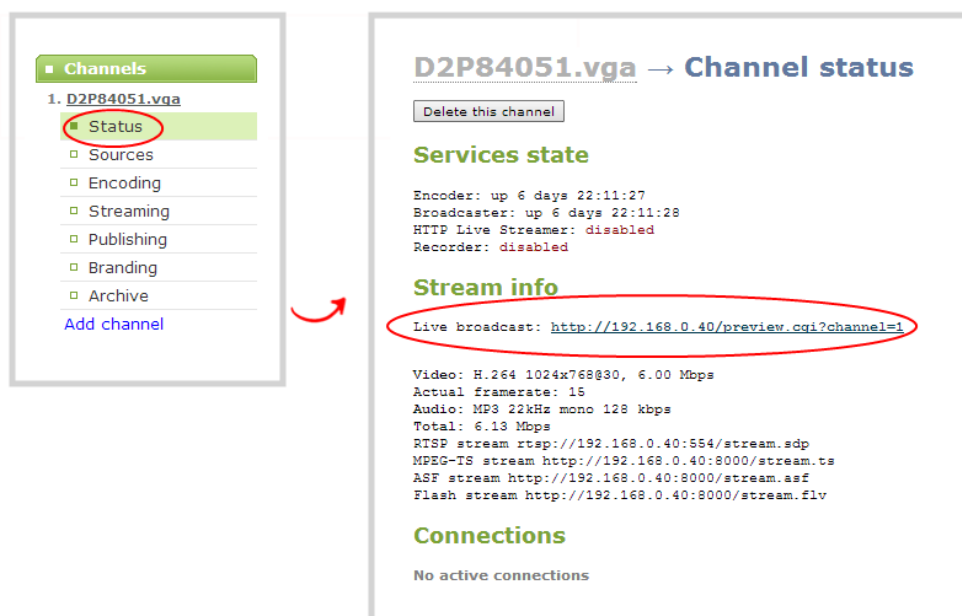 Channels
1. D2P84051.vga
Status
Sources
Encoding
Streaming
Publishing
Branding
Archive
Add channel
D2P84051.vga → Channel status
Delete this channel
Services state
Encoder: up 6 days 22:11:27
Broadcaster: up 6 days 22:11:28
HTTP Live Streamer: disabled
Recorder: disabled
Stream info
Live broadcast: http://192.168.0.40/preview.cgi?channel=1
Video: H.264 1024x768@30, 6.00 Mbps
Actual framerate: 15
Audio: MP3 22kHz mono 128 kbps
Total: 6.13 Mbps
RTSP stream rtsp://192.168.0.40:554/stream.sdp
MPEG-TS stream http://192.168.0.40:8000/stream.ts
ASF stream http://192.168.0.40:8000/stream.asf
Flash stream http://192.168.0.40:8000/stream.flv
Connections
No active connections